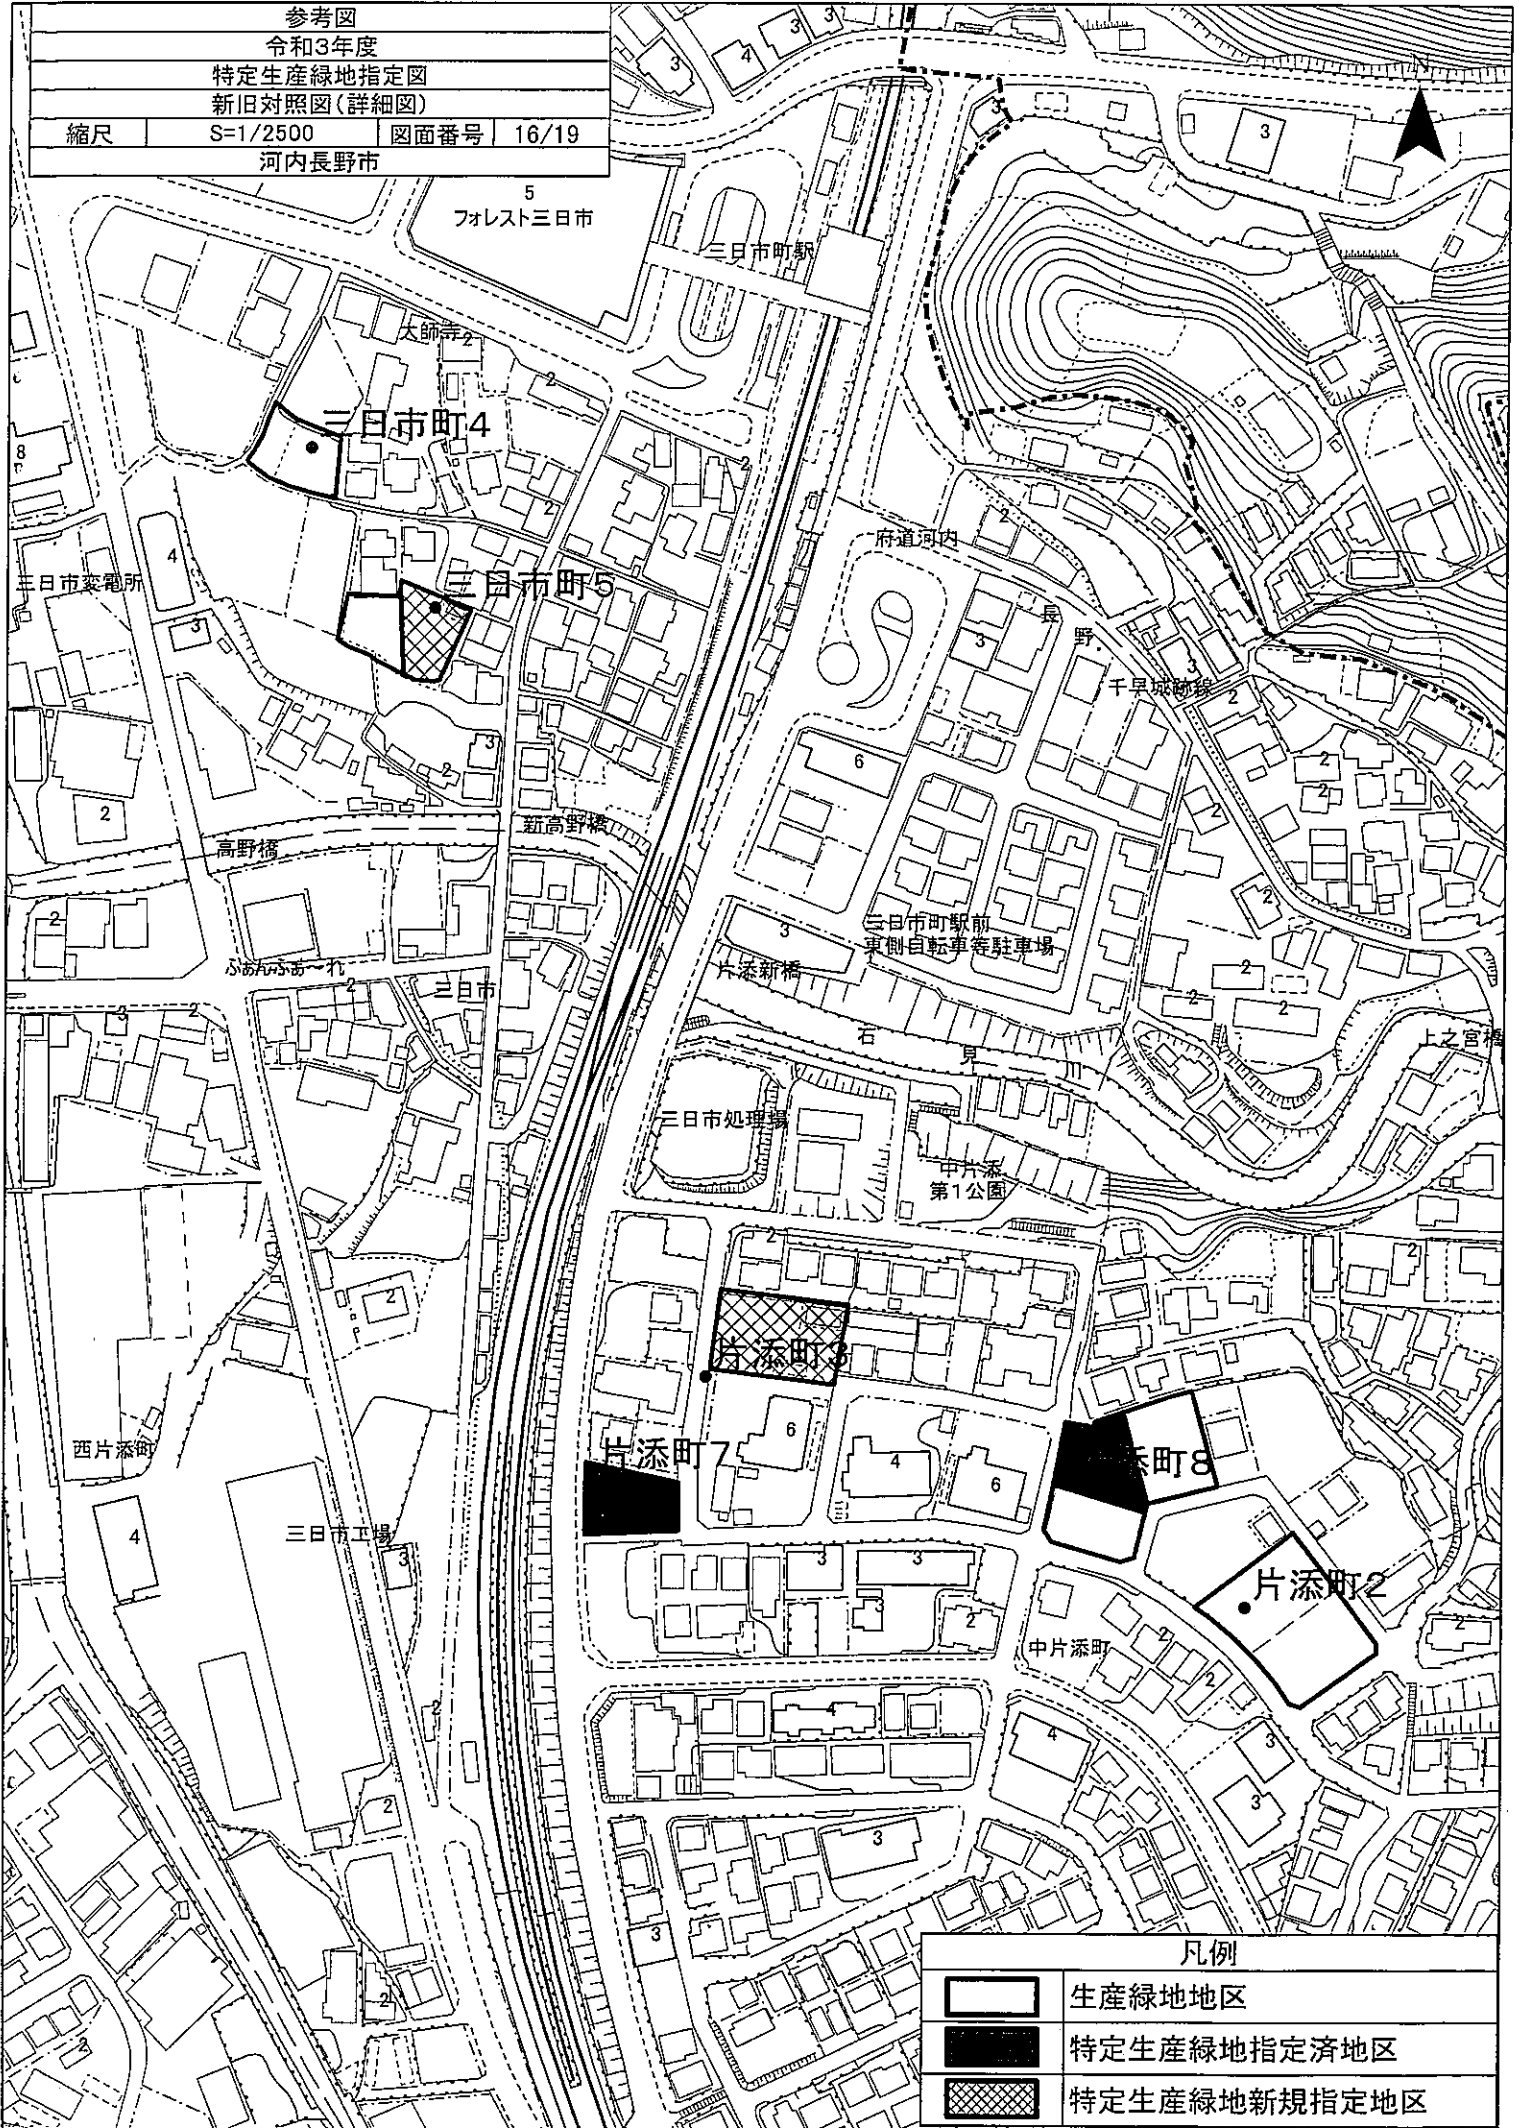 参考図
令和3年度
特定生産緑地指定図
新旧対照図(詳細図)
縮尺 S=1/2500 図面番号 16/19
河内長野市
N
5
フォレスト三日市
三日市町駅
大師寺
三日市町4
府道河内
長野
千早城跡線
三日市変電所
三日市町5
新高野橋
高野橋
三日市町駅前
東側自転車等駐車場
片添新橋
ふぁんふぁ～れ
三日市
石見川
上之宮橋
三日市処理場
中片添
第1公園
片添町3
片添町7
添町8
西片添町
三日市工場
片添町2
中片添町
凡例
生産緑地地区
特定生産緑地指定済地区
特定生産緑地新規指定地区